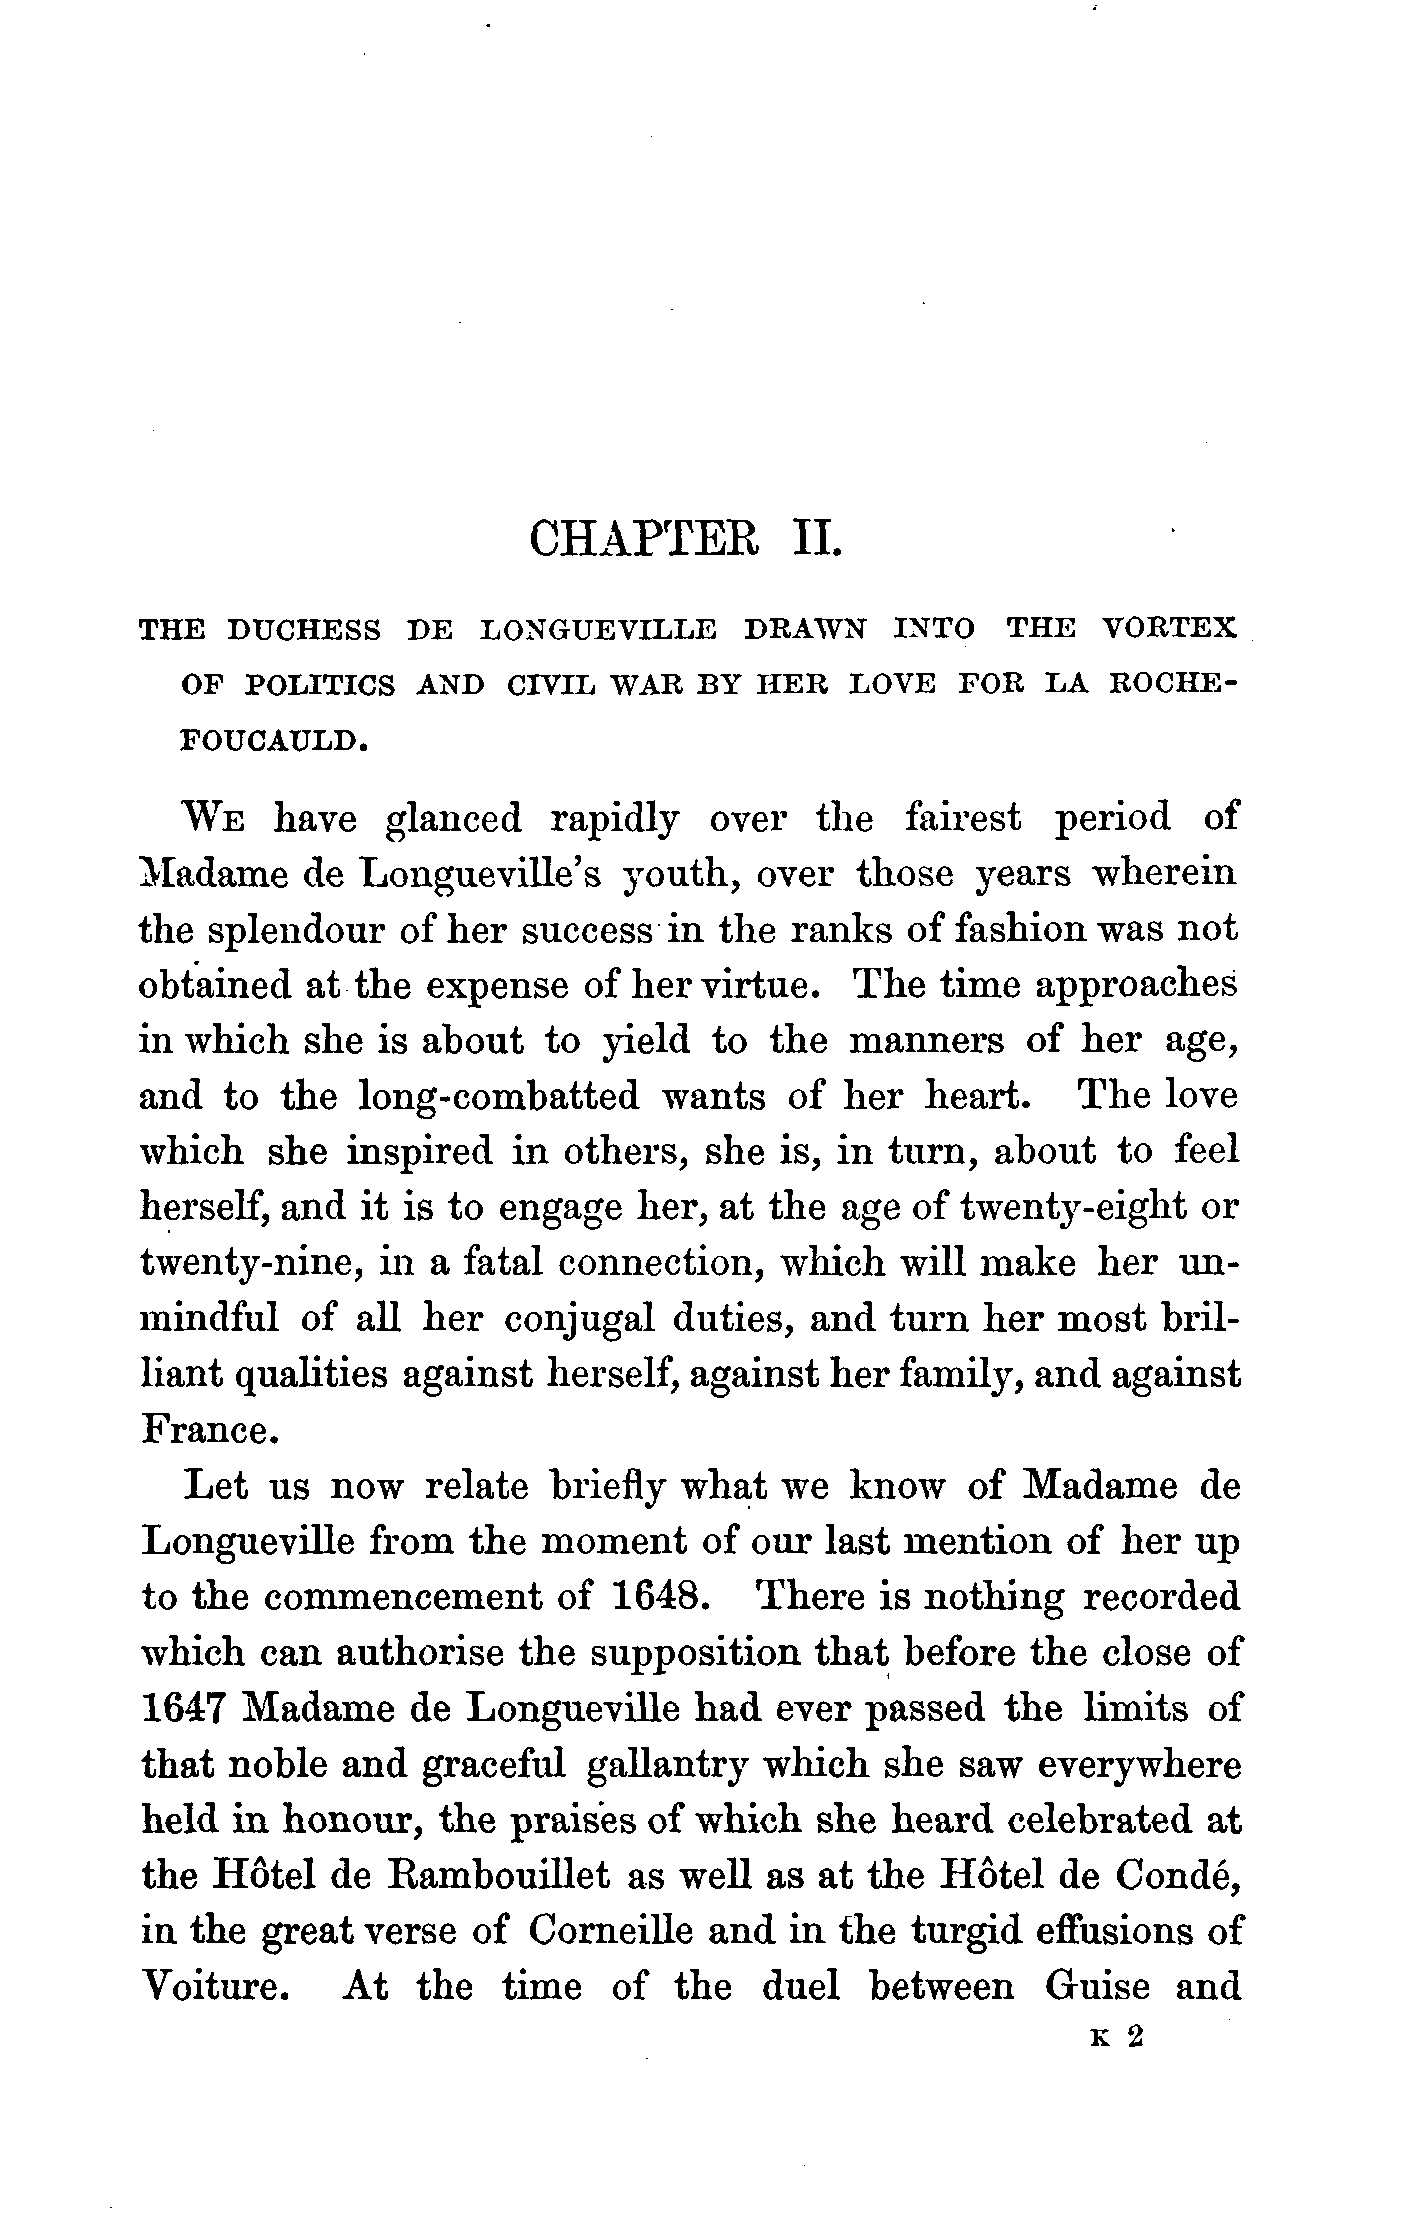 CHAPTER II.
THE DUCHESS DE LONGUEVILLE DRAWN INTO THE VORTEX
OF POLITICS AND CIVIL WAR BY HER LOVE FOR LA ROCHE-
FOUCAULD.
WE have glanced rapidly over the fairest period of
Madame de Longueville's youth, over those years wherein
the splendour of her success in the ranks of fashion was not
obtained at the expense of her virtue. The time approaches
in which she is about to yield to the manners of her age,
and to the long-combatted wants of her heart. The love
which she inspired in others, she is, in turn, about to feel
herself, and it is to engage her, at the age of twenty-eight or
twenty-nine, in a fatal connection, which will make her un-
mindful of all her conjugal duties, and turn her most bril-
liant qualities against herself, against her family, and against
France.
Let us now relate briefly what we know of Madame de
Longueville from the moment of our last mention of her up
to the commencement of 1648. There is nothing recorded
which can authorise the supposition that before the close of
1647 Madame de Longueville had ever passed the limits of
that noble and graceful gallantry which she saw everywhere
held in honour, the praises of which she heard celebrated at
the Hôtel de Rambouillet as well as at the Hôtel de Condé,
in the great verse of Corneille and in the turgid effusions of
Voiture. At the time of the duel between Guise and
K 2